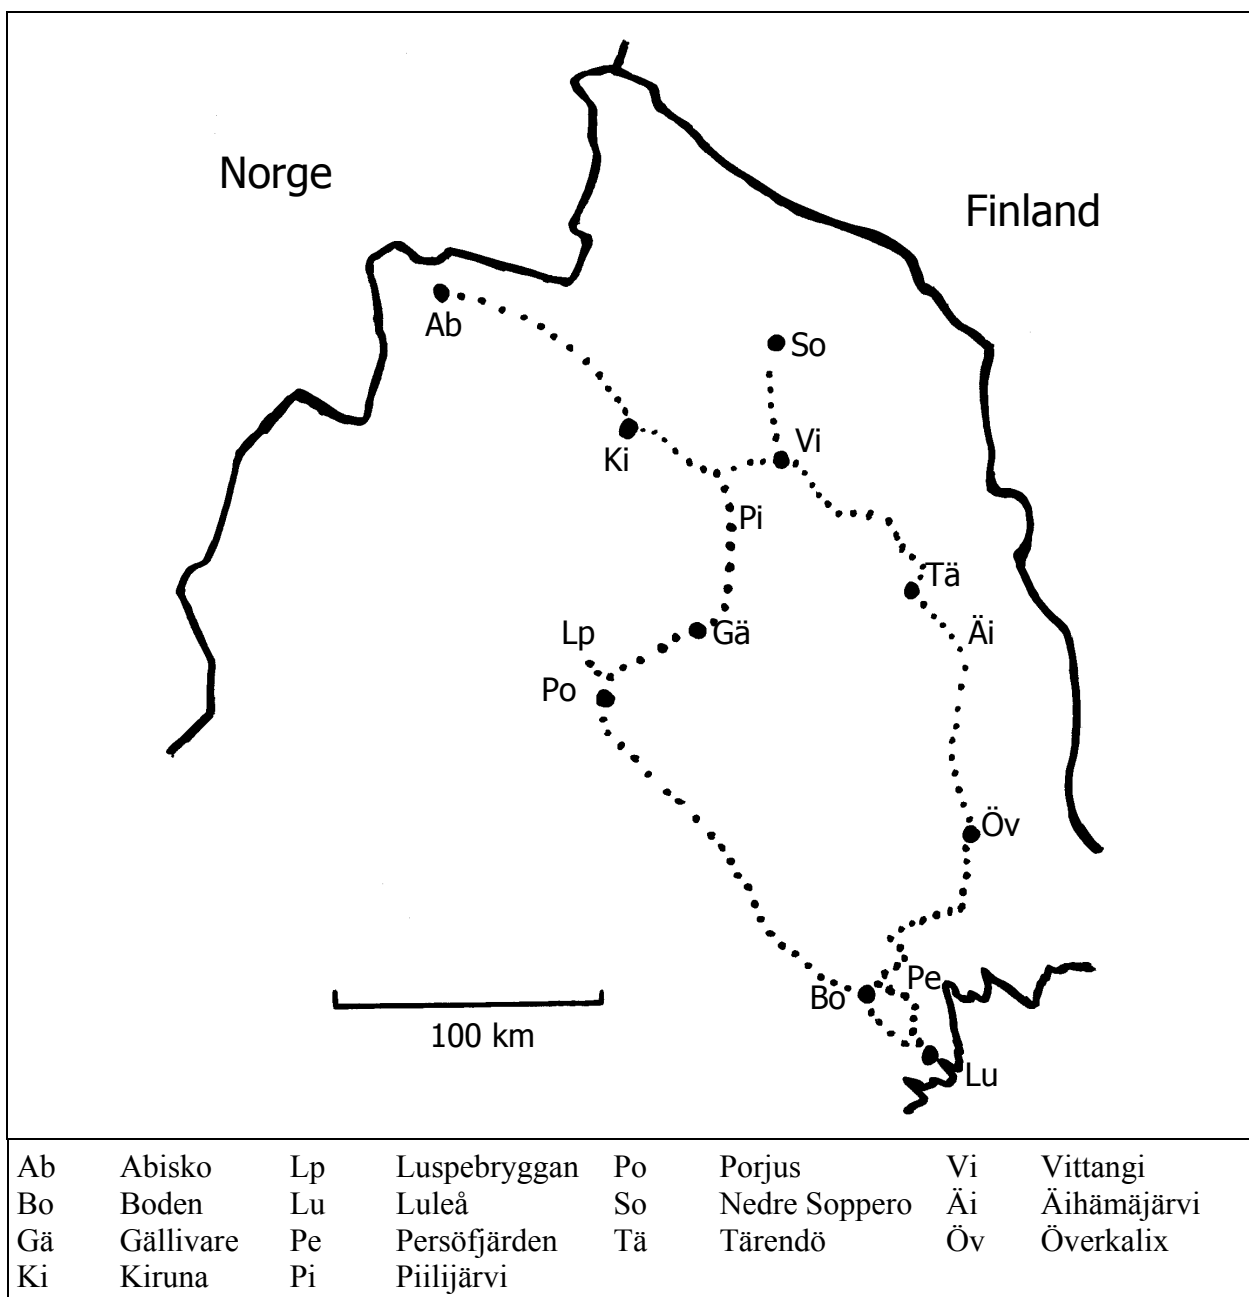 Norge
Finland
Ab
So
Ki
Vi
Pi
Tä
Lp
Gä
Äi
Po
Öv
Pe
Bo
100 km
Lu
Ab Abisko Lp Luspebryggan Po Porjus Vi Vittangi
Bo Boden Lu Luleå So Nedre Soppero Äi Äihämäjärvi
Gä Gällivare Pe Persöfjärden Tä Tärendö Öv Överkalix
Ki Kiruna Pi Piilijärvi